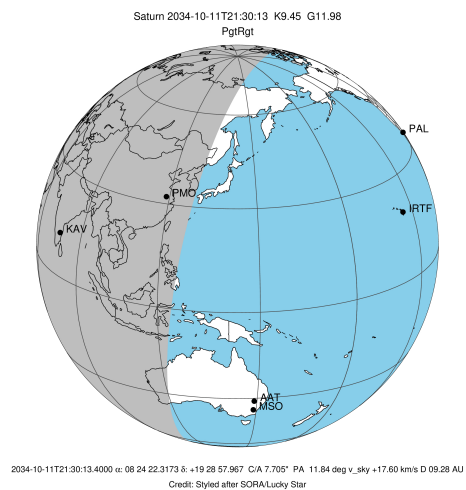 Saturn 2034-10-11T21:30:13 K9.45 G11.98
PgtRgt
PAL
PMO
IRTF
KAV
AAT
MSO
2034-10-11T21:30:13.4000 α: 08 24 22.3173 δ: +19 28 57.967 C/A 7.705" PA 11.84 deg v_sky +17.60 km/s D 09.28 AU
Credit: Styled after SORA/Lucky Star